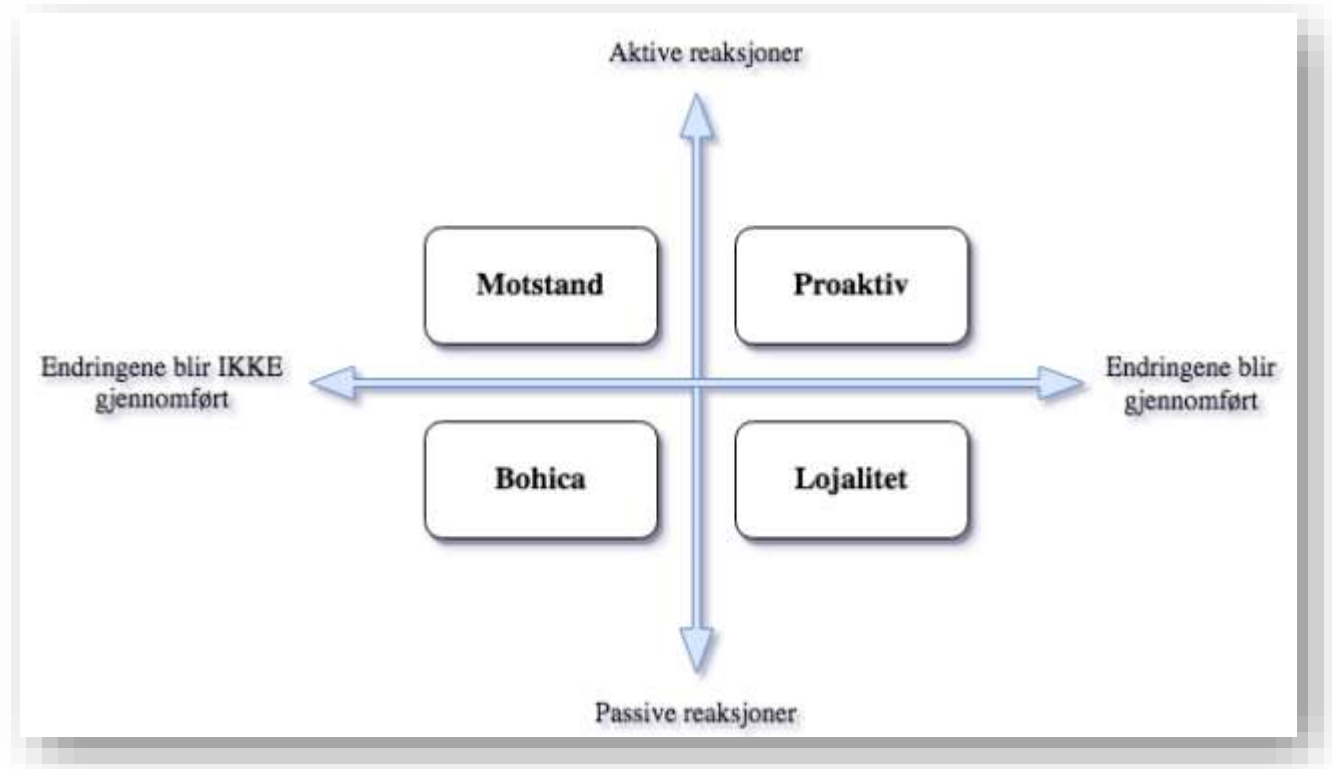 Aktive reaksjoner
Motstand
Proaktiv
Endringene blir IKKE
gjennomført
Endringene blir
gjennomført
Bohica
Lojalitet
Passive reaksjoner